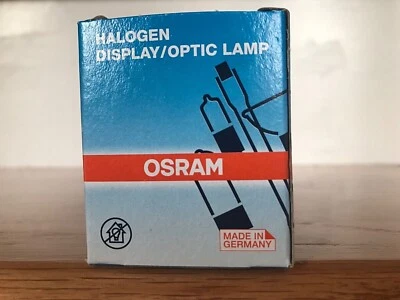 HALOGEN
DISPLAY/OPTIC LAMP
OSRAM
MADE IN
GERMANY